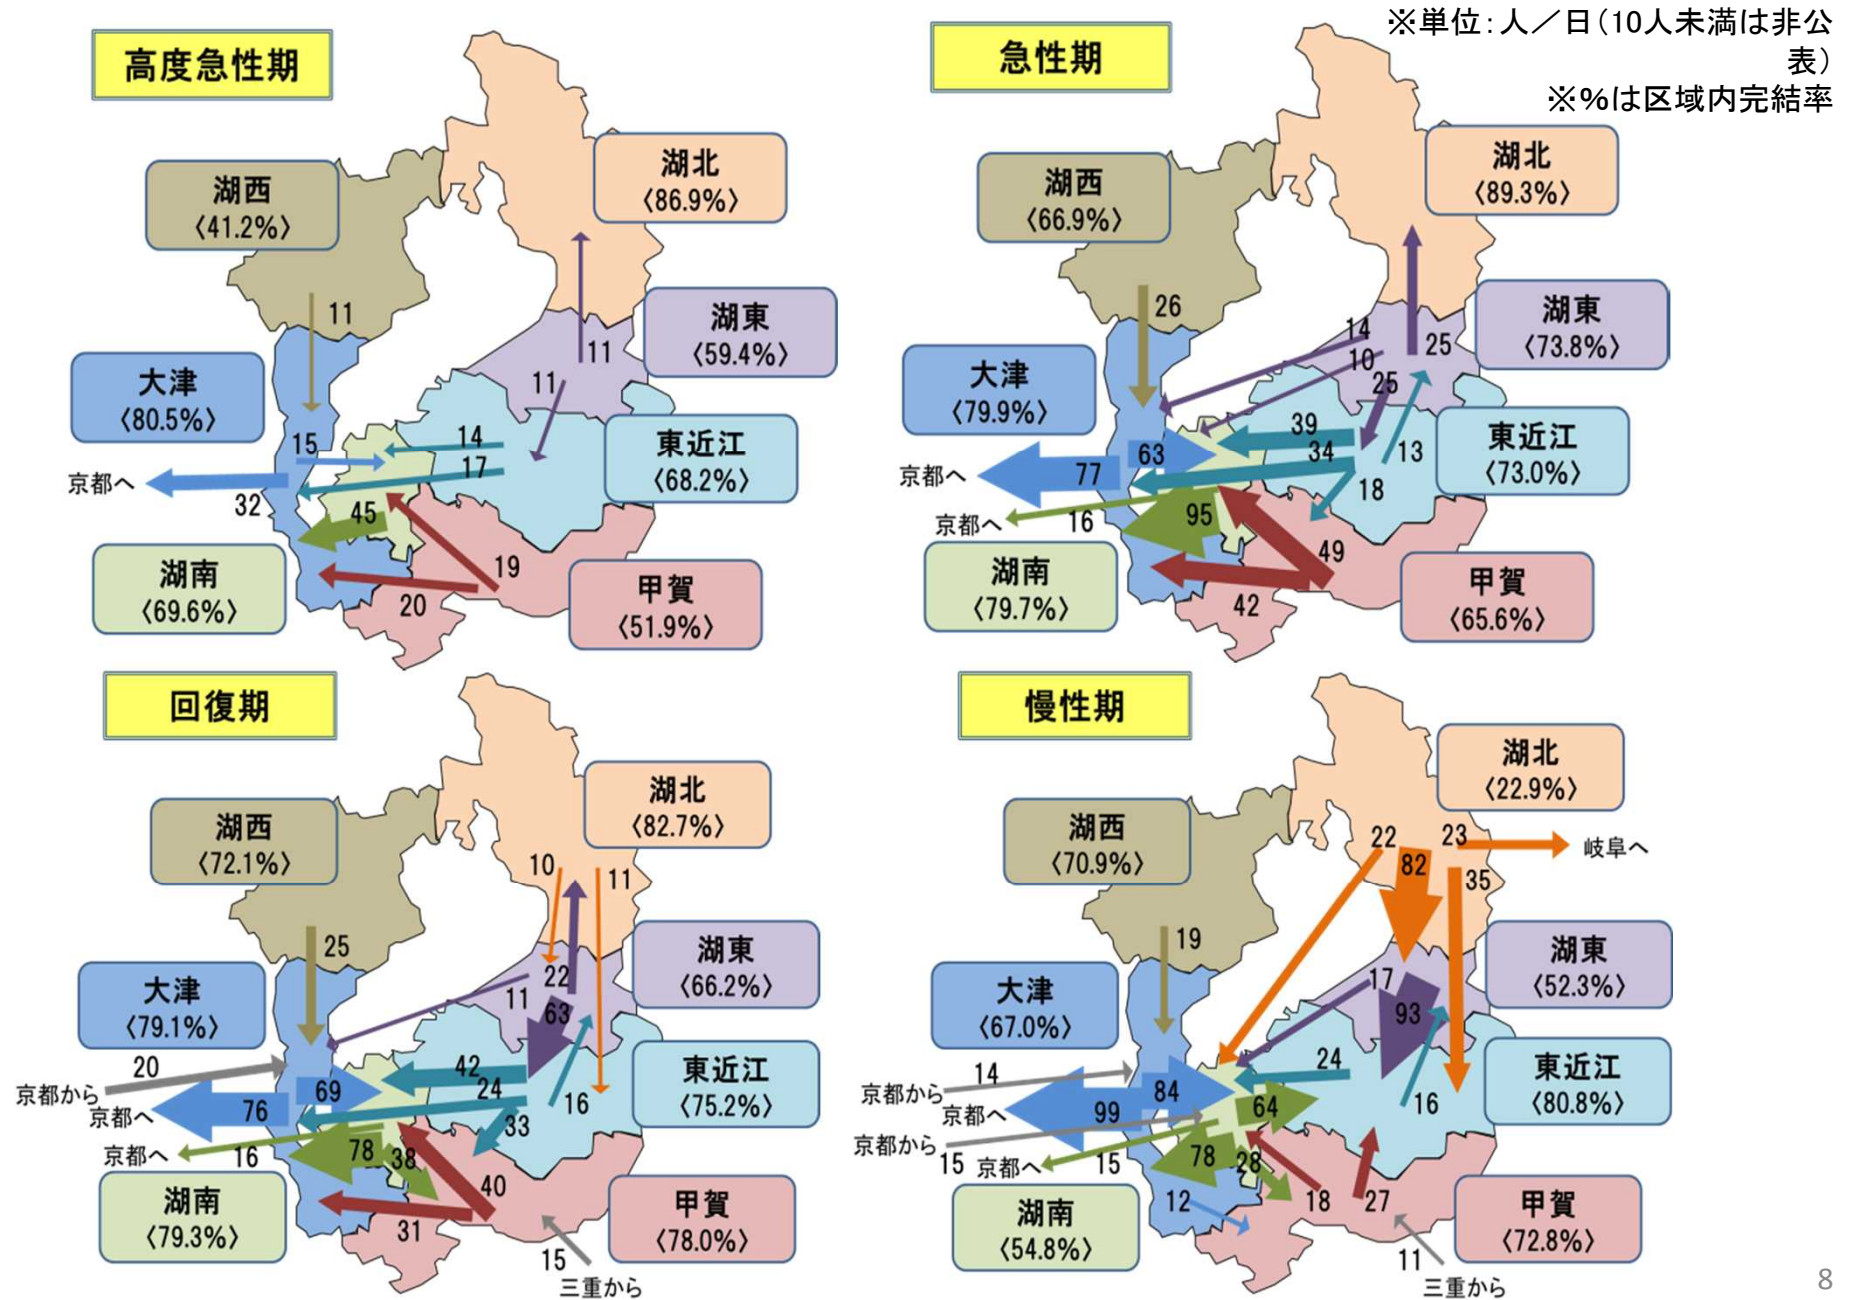 ※単位：人／日（10人未満は非公
表）
※％は区域内完結率
高度急性期
湖西
〈41.2%〉
湖北
〈86.9%〉
湖東
〈59.4%〉
大津
〈80.5%〉
東近江
〈68.2%〉
湖南
〈69.6%〉
甲賀
〈51.9%〉
京都へ
11
11
11
15
14
17
32
45
19
20
急性期
湖西
〈66.9%〉
湖北
〈89.3%〉
湖東
〈73.8%〉
大津
〈79.9%〉
東近江
〈73.0%〉
湖南
〈79.7%〉
甲賀
〈65.6%〉
京都へ
京都へ
26
14
10
25
25
39
34
13
63
77
18
16
95
49
42
回復期
湖西
〈72.1%〉
湖北
〈82.7%〉
湖東
〈66.2%〉
大津
〈79.1%〉
東近江
〈75.2%〉
湖南
〈79.3%〉
甲賀
〈78.0%〉
京都から
京都へ
京都へ
三重から
10
11
25
22
11
63
20
42
24
69
76
16
33
16
78
38
40
31
15
慢性期
湖西
〈70.9%〉
湖北
〈22.9%〉
湖東
〈52.3%〉
大津
〈67.0%〉
東近江
〈80.8%〉
湖南
〈54.8%〉
甲賀
〈72.8%〉
岐阜へ
京都から
京都へ
京都から
京都へ
三重から
22
23
82
35
19
17
93
14
24
84
99
64
16
15
15
78
28
12
18
27
11
8